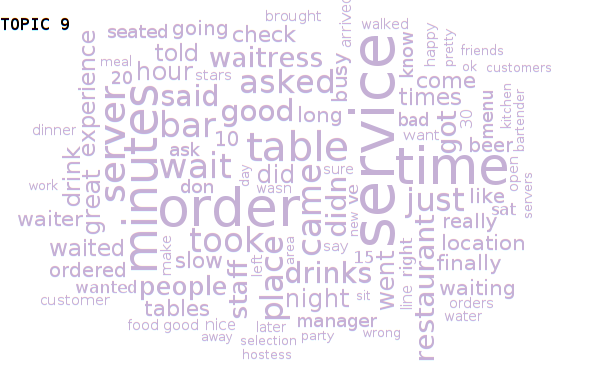 TOPIC 9
brought
arrived
walked
seated
going
check
know
happy
pretty
friends
told
waitress
experience
meal
20
hour
stars
asked
busy
service
come
ok
customers
said
good
long
times
got
30
menu
kitchen
bartender
bad
want
dinner
server
minutes
bar
10
table
beer
ask
wait
did
sure
time
open
servers
work
drink
great
don
day
wasn
order
came
didn
ve
new
just
like
sat
waiter
took
really
waited
make
slow
left
area
say
15
went
right
restaurant
location
finally
ordered
wanted
people
staff
place
drinks
night
sit
line
waiting
customer
tables
orders
water
food
good
nice
later
manager
party
wrong
away
selection
hostess